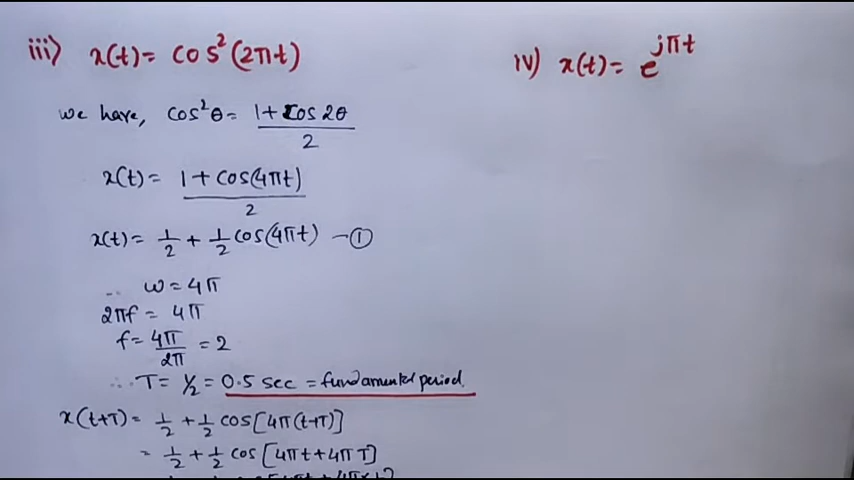 iii) x(t) = cos²(2πt)
we have, cos²θ = 1 + cos 2θ / 2
x(t) = 1 + cos(4πt) / 2
x(t) = 1/2 + 1/2 cos(4πt) — ①
∴ ω = 4π
2πf = 4π
f = 4π / 2π = 2
∴ T = 1/2 = 0.5 sec = fundamental period.
x(t+T) = 1/2 + 1/2 cos[4π(t+T)]
= 1/2 + 1/2 cos [4πt + 4πT]
iv) x(t) = e^{jπt}